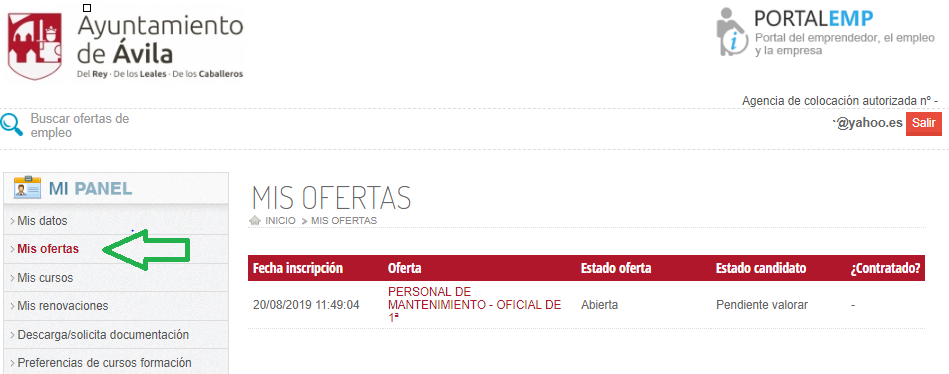 Ayuntamiento
de Ávila
Del Rey · De los Leales · De los Caballeros
PORTALEMP
Portal del emprendedor, el empleo
y la empresa
Agencia de colocación autorizada nº -
Buscar ofertas de
empleo
@yahoo.es Salir
MI PANEL
› Mis datos
› Mis ofertas
› Mis cursos
› Mis renovaciones
› Descarga/solicita documentación
› Preferencias de cursos formación
MIS OFERTAS
INICIO › MIS OFERTAS
Fecha inscripción Oferta Estado oferta Estado candidato ¿Contratado?
20/08/2019 11:49:04 PERSONAL DE
MANTENIMIENTO - OFICIAL DE
1ª Abierta Pendiente valorar -